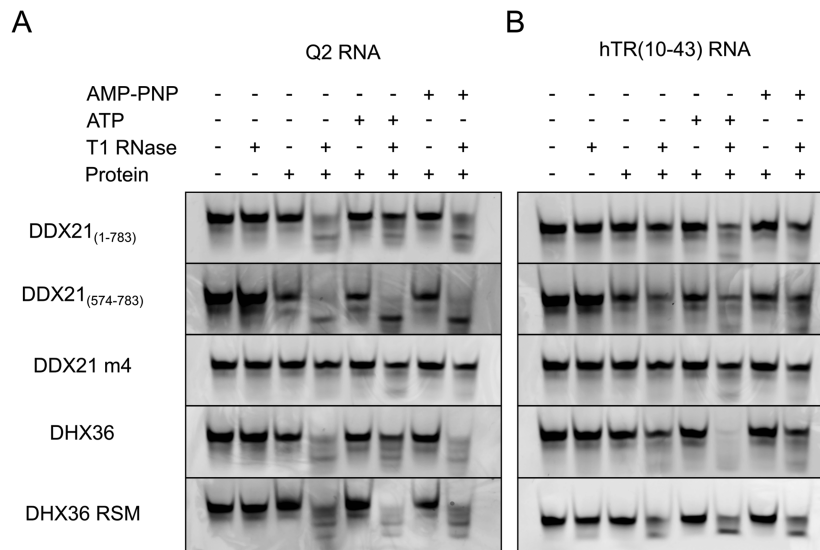 A B
Q2 RNA hTR(10-43) RNA
AMP-PNP - - - - - - + + - - - - - - + +
ATP - - - - + + - - - - - - + + - -
T1 RNase - + - + - + - + - + - + - + - +
Protein - - + + + + + + - - + + + + + +
DDX21(1-783)
DDX21(574-783)
DDX21 m4
DHX36
DHX36 RSM